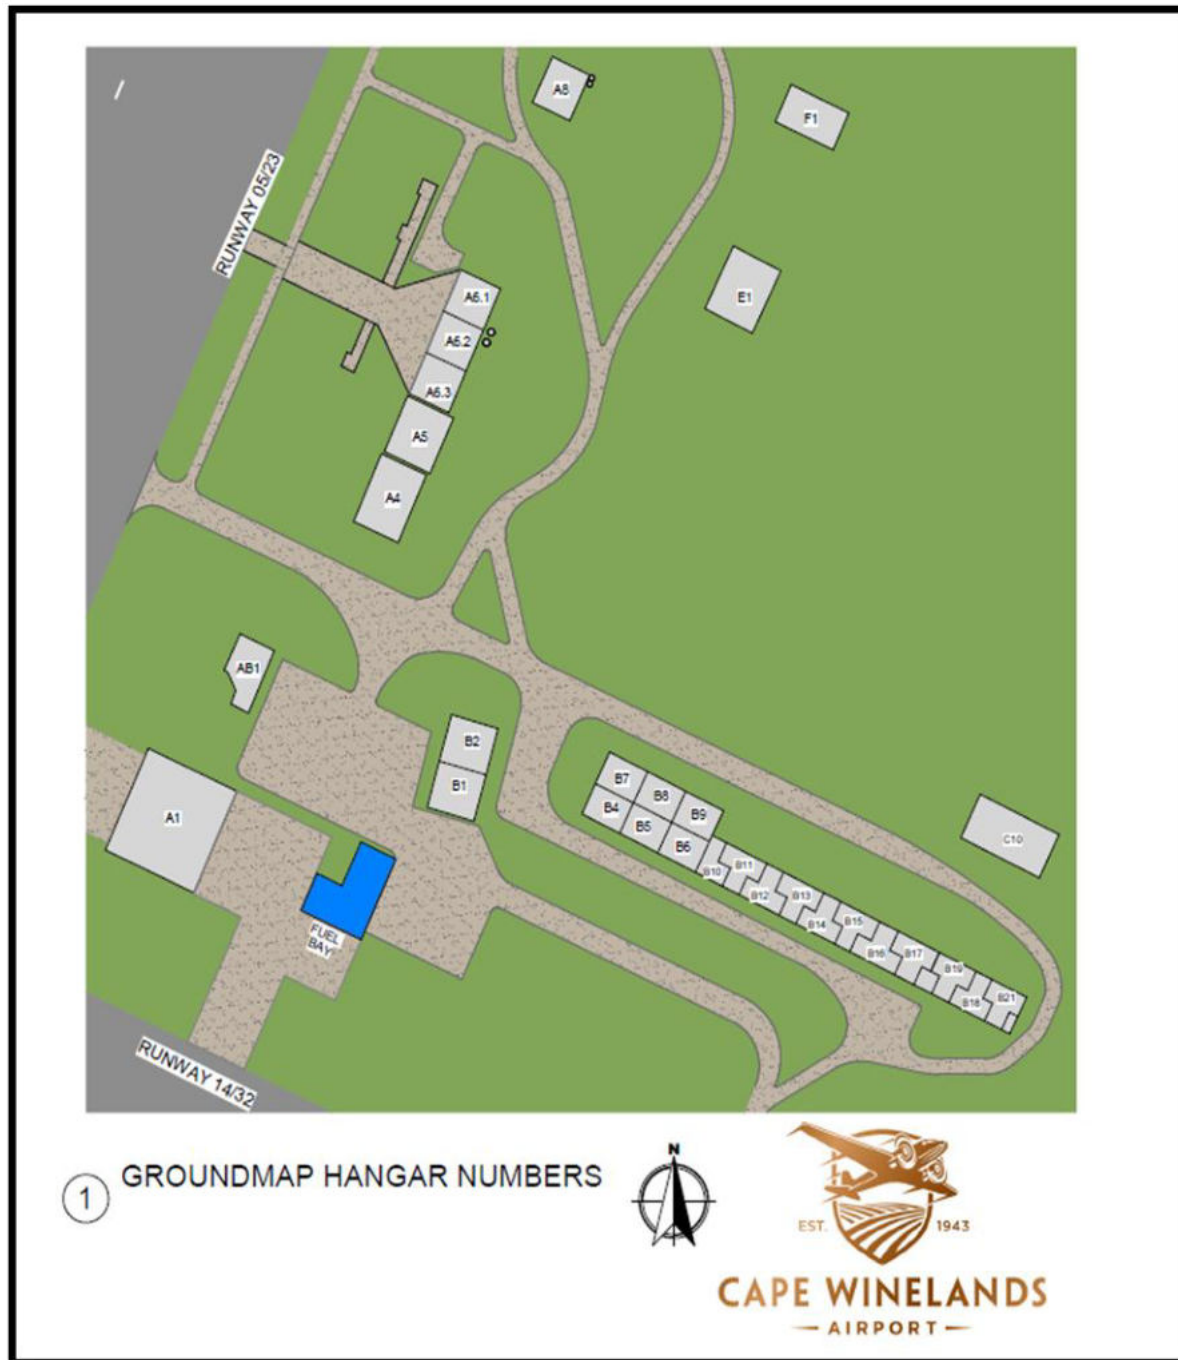 A8
F1
RUNWAY 05/23
E1
A6.1
A6.2
A6.3
A5
A4
AB1
B2
B1
A1
B7
B8
B9
B4
B5
B6
B10
B11
B12
B13
B14
B15
B16
B17
B19
B18
B21
C10
FUEL
BAY
RUNWAY 14/32
1
GROUNDMAP HANGAR NUMBERS
N
EST. 1943
CAPE WINELANDS
AIRPORT